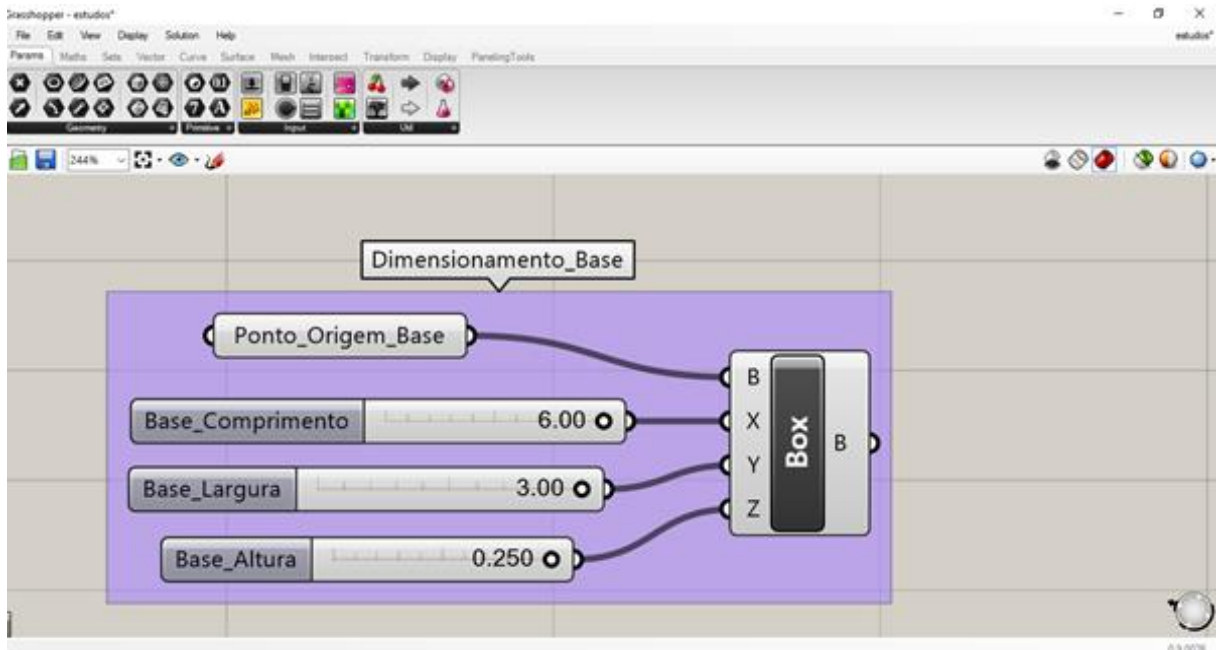 Grasshopper - estudos*
File Edit View Display Solution Help
estudos*
Params Maths Sets Vector Curve Surface Mesh Intersect Transform Display PanelingTools
Geometry Primitive Input Util
244%
Dimensionamento_Base
Ponto_Origem_Base
B
Base_Comprimento 6.00 X
Box B
Y
Base_Largura 3.00
Z
Base_Altura 0.250